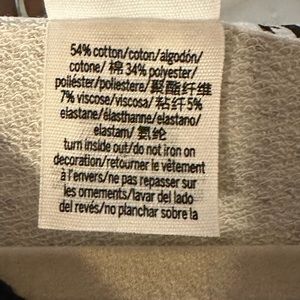 54% cotton/coton/algodón/
cotone/ 棉 34% polyester/
poliéster/poliestere/ 聚酯纤维
7% viscose/viscosa/ 粘纤 5%
elastane/élasthanne/elastano/
elastam/ 氨纶
turn inside out/do not iron on
decoration/retourner le vêtement
à l'envers/ne pas repasser sur
les ornements/lavar del lado
del revés/no planchar sobre la